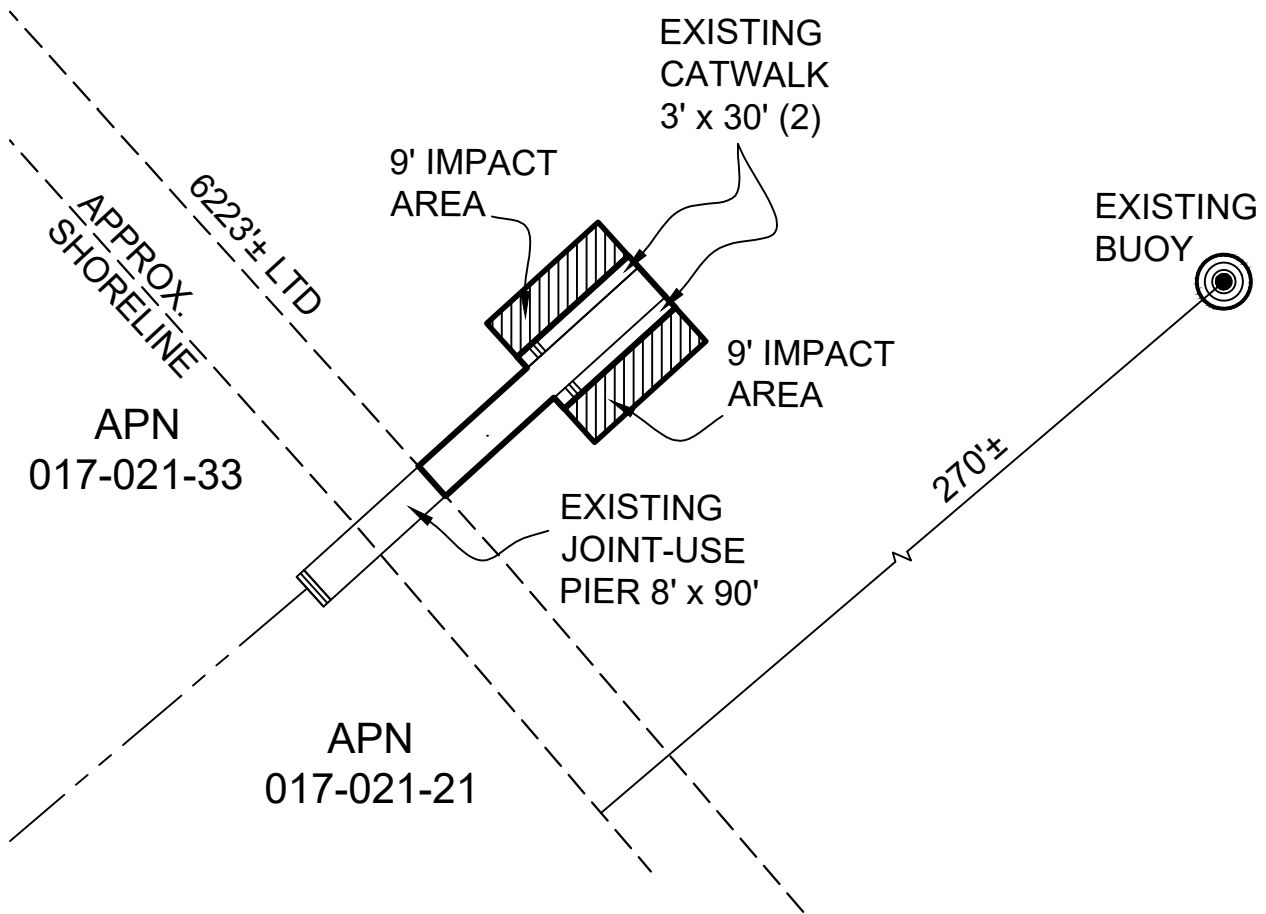 EXISTING
CATWALK
3' x 30' (2)
9' IMPACT
AREA
6223'± LTD
APPROX.
SHORELINE
EXISTING
BUOY
9' IMPACT
AREA
APN
017-021-33
270'±
EXISTING
JOINT-USE
PIER 8' x 90'
APN
017-021-21